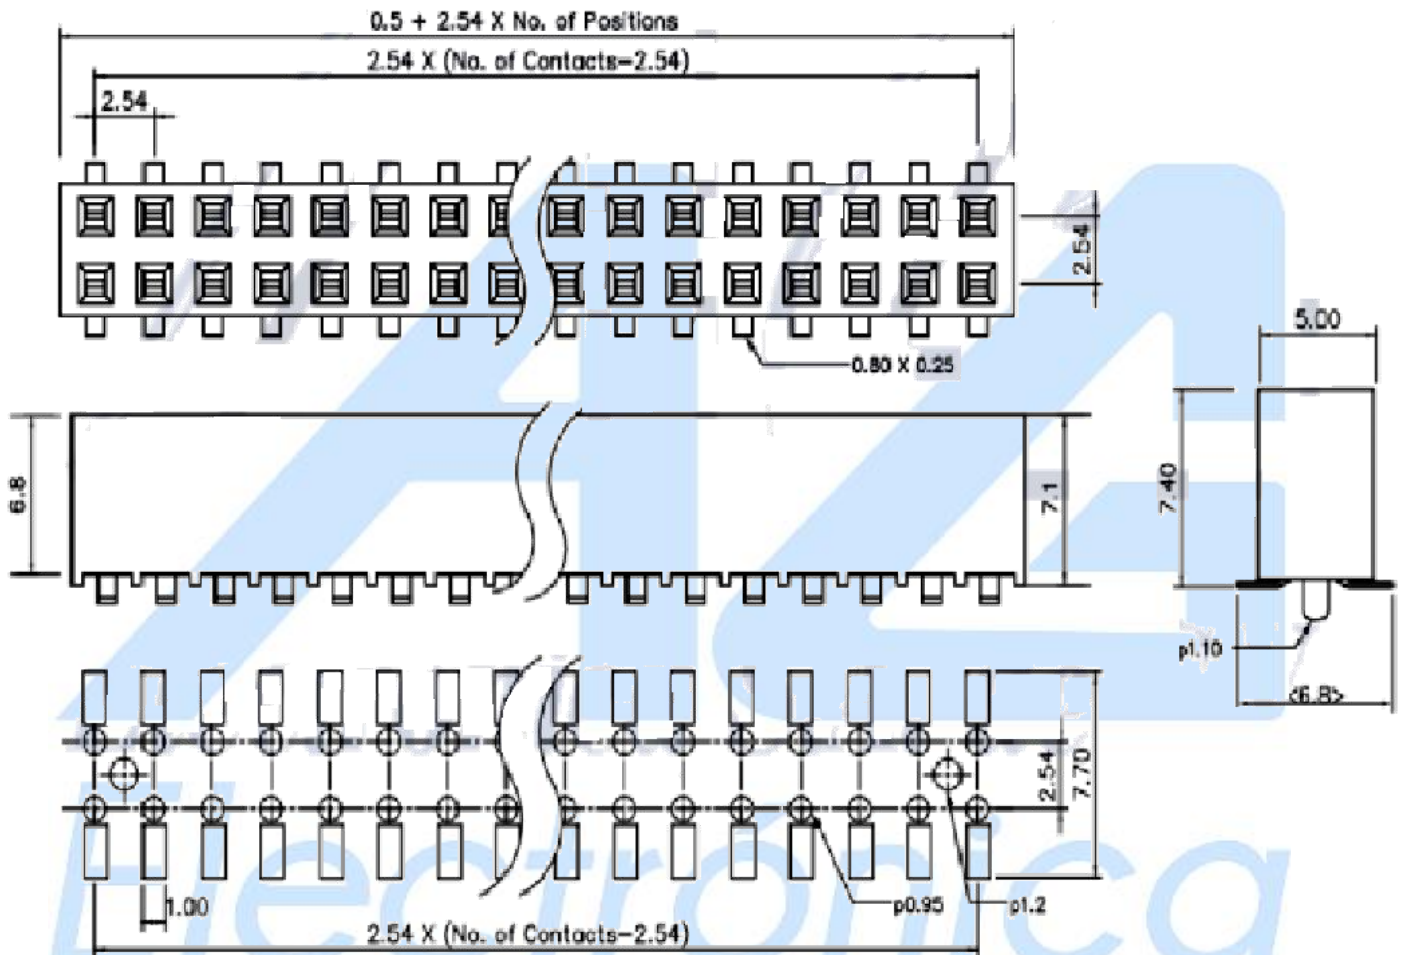 0.5 + 2.54 X No. of Positions
2.54 X (No. of Contacts-2.54)
2.54
2.54
0.80 X 0.25
5.00
6.8
7.1
7.40
p1.10
<6.8>
2.54
7.70
1.00
p0.95
p1.2
2.54 X (No. of Contacts-2.54)
Electrónica